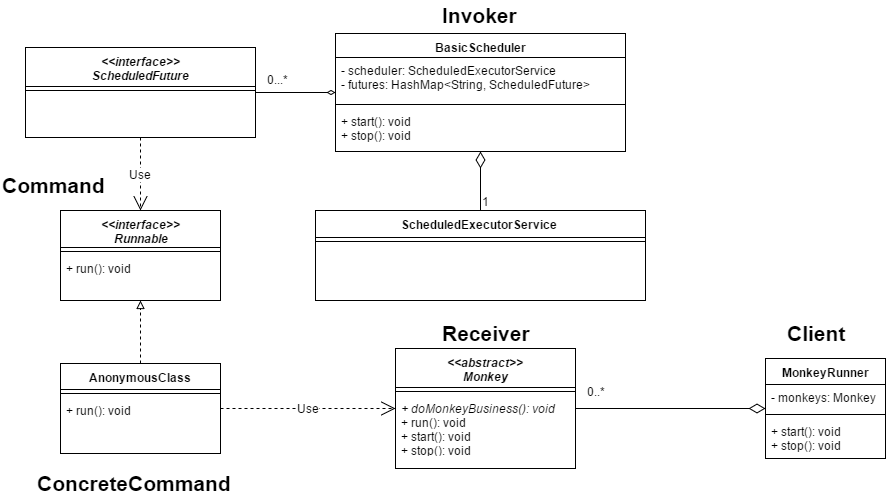 Invoker
<<interface>>
ScheduledFuture
0...*
BasicScheduler
- scheduler: ScheduledExecutorService
- futures: HashMap<String, ScheduledFuture>
+ start(): void
+ stop(): void
Use
Command
1
<<interface>>
Runnable
+ run(): void
ScheduledExecutorService
Receiver
Client
AnonymousClass
+ run(): void
Use
<<abstract>>
Monkey
+ doMonkeyBusiness(): void
+ run(): void
+ start(): void
+ stop(): void
0..*
MonkeyRunner
- monkeys: Monkey
+ start(): void
+ stop(): void
ConcreteCommand